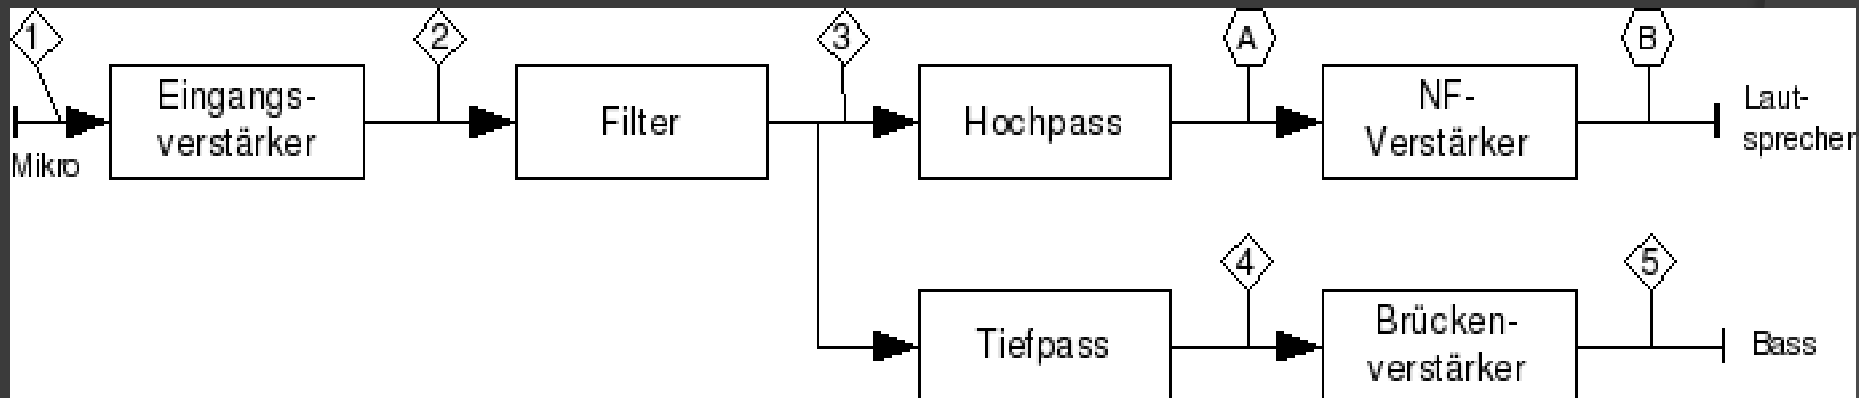 1
2
3
A
B
Eingangs-
verstärker
Filter
Hochpass
NF-
Verstärker
Laut-
sprecher
Mikro
4
5
Tiefpass
Brücken-
verstärker
Bass